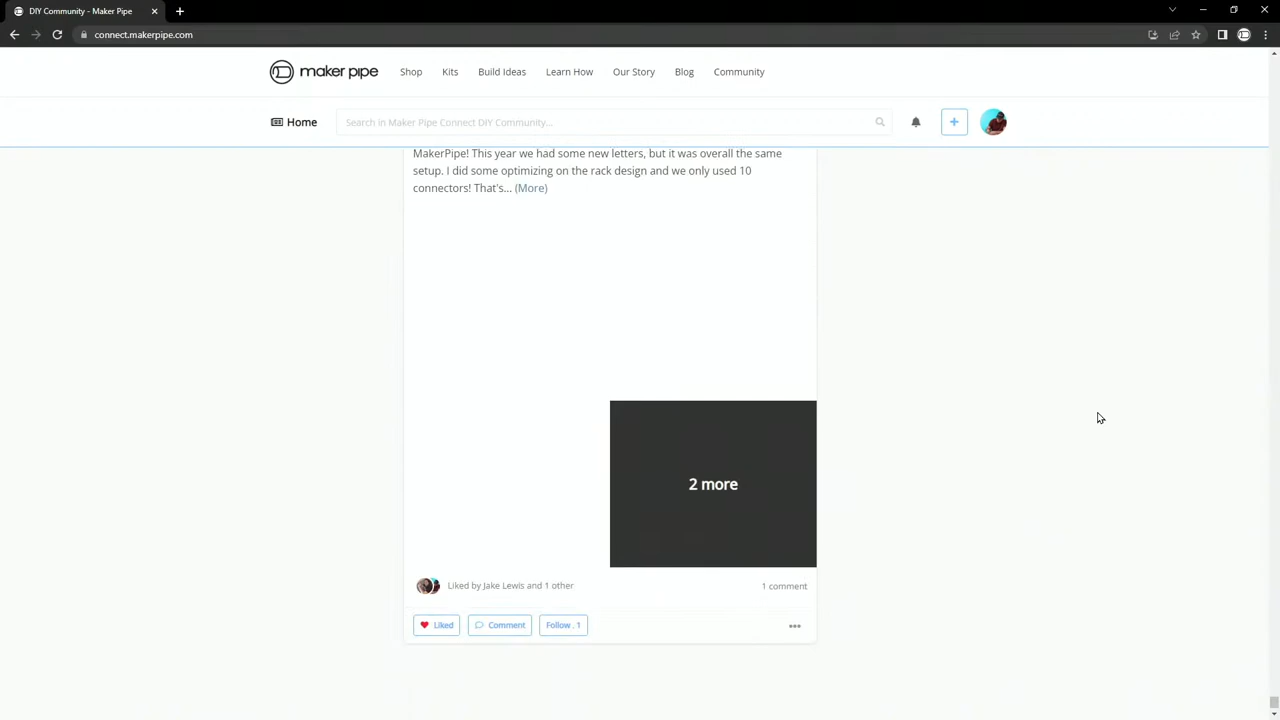 DIY Community - Maker Pipe
connect.makerpipe.com
maker pipe
Shop
Kits
Build Ideas
Learn How
Our Story
Blog
Community
Home
Search in Maker Pipe Connect DIY Community...
MakerPipe! This year we had some new letters, but it was overall the same
setup. I did some optimizing on the rack design and we only used 10
connectors! That's... (More)
2 more
Liked by Jake Lewis and 1 other
1 comment
Liked
Comment
Follow . 1